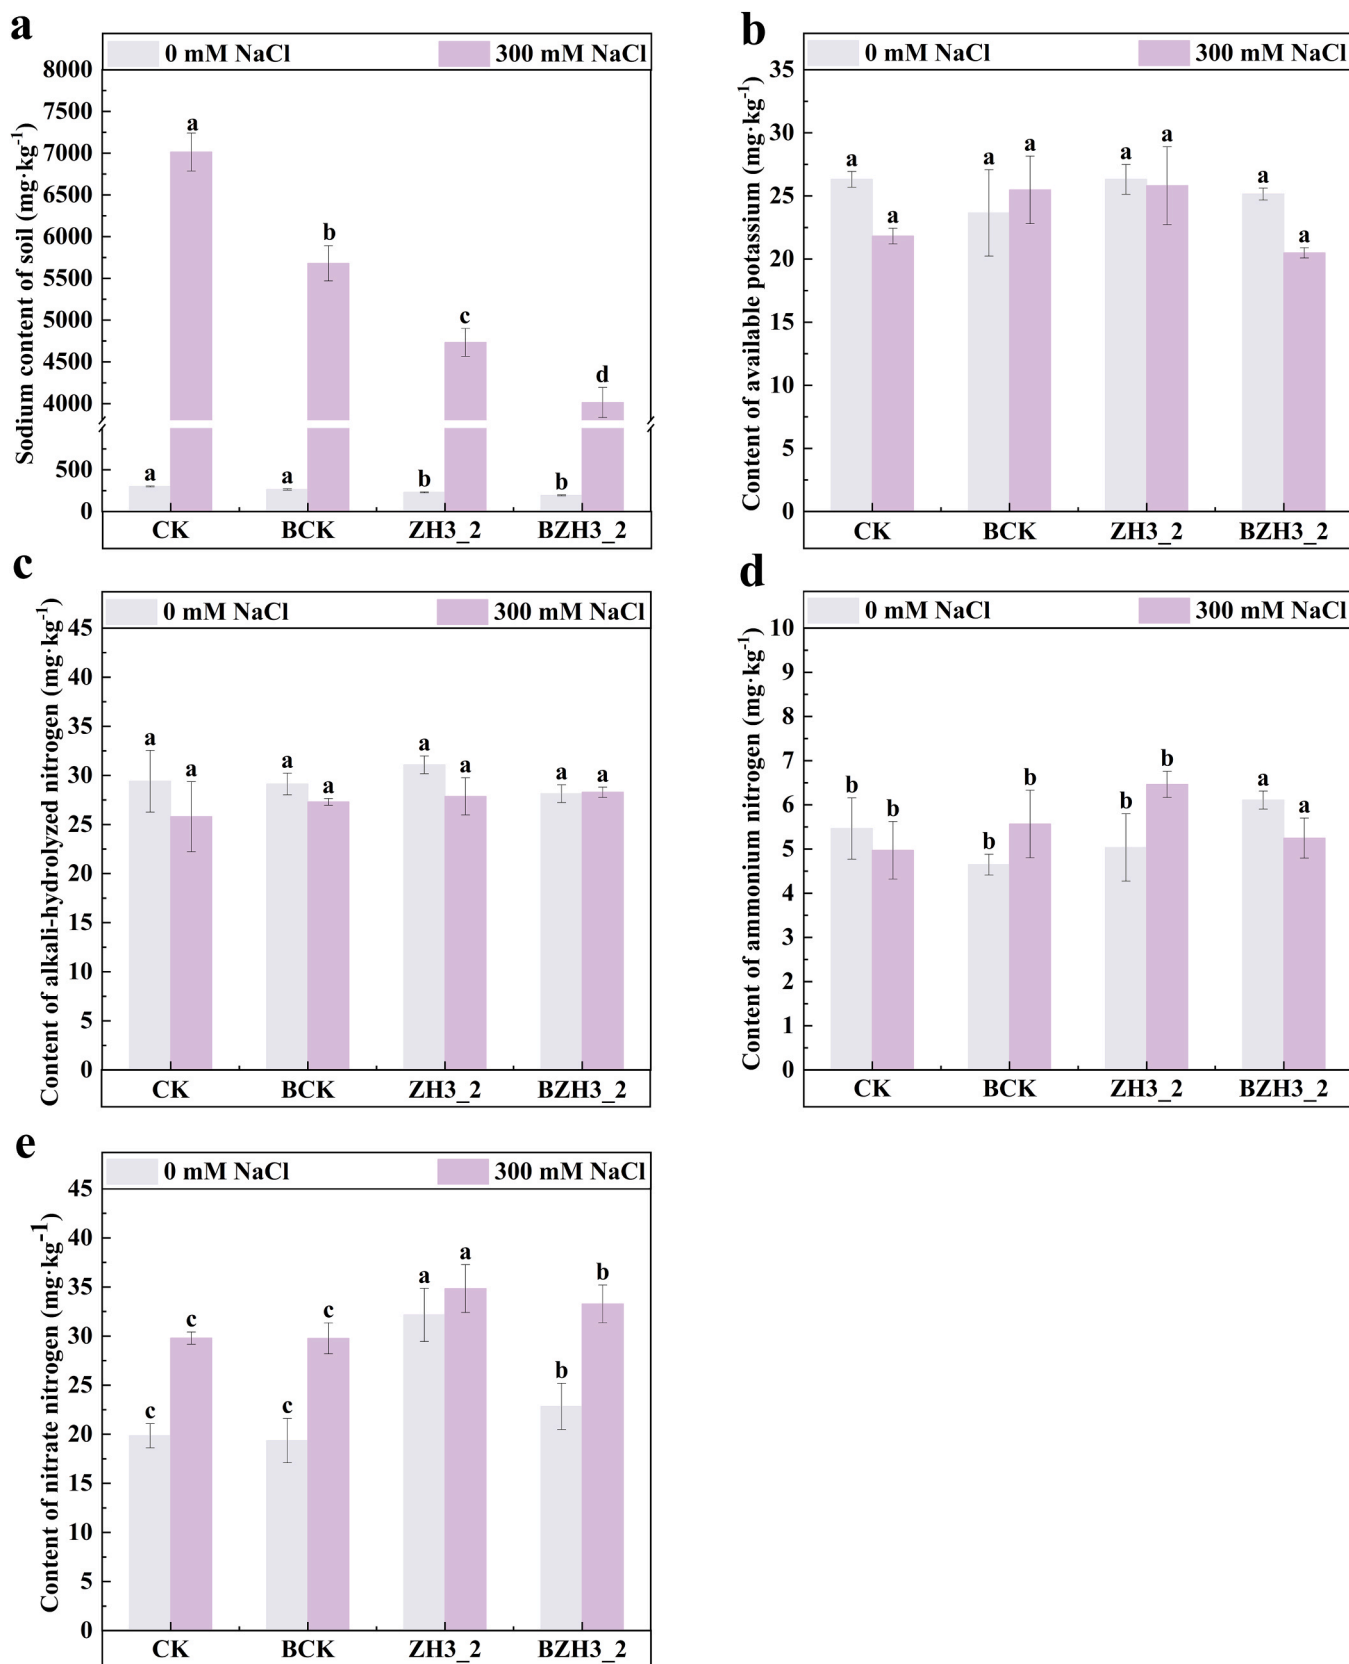 a
0 mM NaCl 300 mM NaCl
Sodium content of soil (mg·kg⁻¹)
8000
7500
7000
6500
6000
5500
5000
4500
4000
500
0
a a
a b
b c
b d
CK BCK ZH3_2 BZH3_2
b
0 mM NaCl 300 mM NaCl
Content of available potassium (mg·kg⁻¹)
35
30
25
20
15
10
5
0
a a
a a
a a
a a
CK BCK ZH3_2 BZH3_2
c
0 mM NaCl 300 mM NaCl
Content of alkali-hydrolyzed nitrogen (mg·kg⁻¹)
45
40
35
30
25
20
15
10
5
0
a a
a a
a a
a a
CK BCK ZH3_2 BZH3_2
d
0 mM NaCl 300 mM NaCl
Content of ammonium nitrogen (mg·kg⁻¹)
10
9
8
7
6
5
4
3
2
1
0
b b
b b
b b
a a
CK BCK ZH3_2 BZH3_2
e
0 mM NaCl 300 mM NaCl
Content of nitrate nitrogen (mg·kg⁻¹)
45
40
35
30
25
20
15
10
5
0
c c
c c
a a
b b
CK BCK ZH3_2 BZH3_2